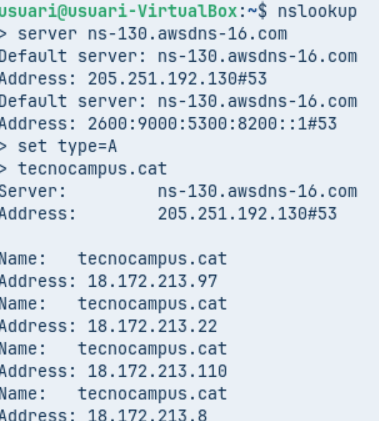 usuari@usuari-VirtualBox:~$ nslookup
> server ns-130.awsdns-16.com
Default server: ns-130.awsdns-16.com
Address: 205.251.192.130#53
Default server: ns-130.awsdns-16.com
Address: 2600:9000:5300:8200::1#53
> set type=A
> tecnocampus.cat
Server: ns-130.awsdns-16.com
Address: 205.251.192.130#53
Name: tecnocampus.cat
Address: 18.172.213.97
Name: tecnocampus.cat
Address: 18.172.213.22
Name: tecnocampus.cat
Address: 18.172.213.110
Name: tecnocampus.cat
Address: 18.172.213.8